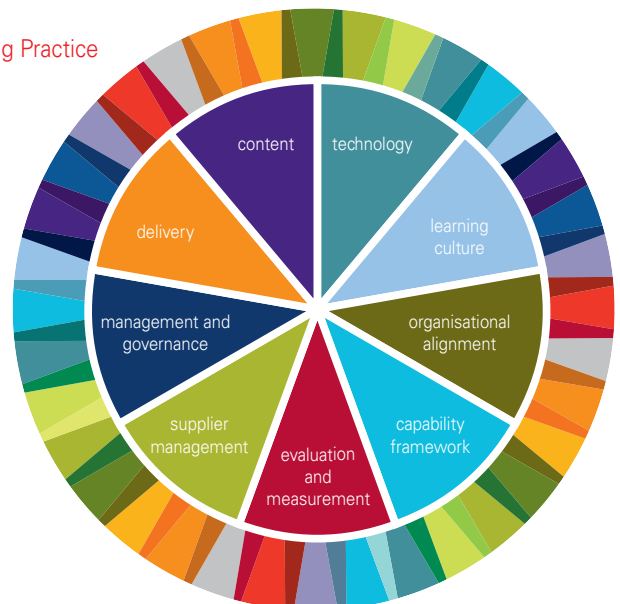 g Practice
content
technology
learning
culture
organisational
alignment
capability
framework
evaluation
and
measurement
supplier
management
management and
governance
delivery